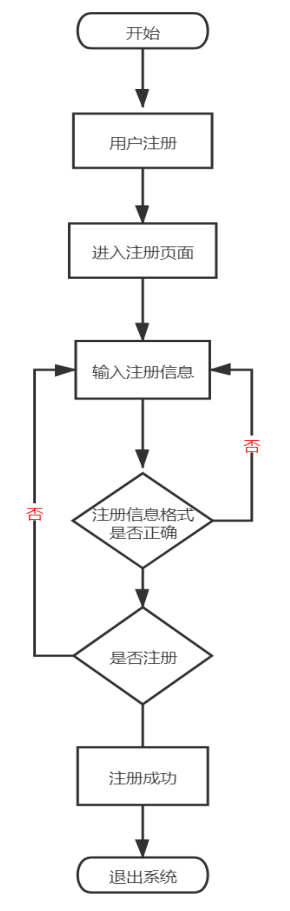 开始
用户注册
进入注册页面
输入注册信息
否
否
注册信息格式
是否正确
是否注册
注册成功
退出系统